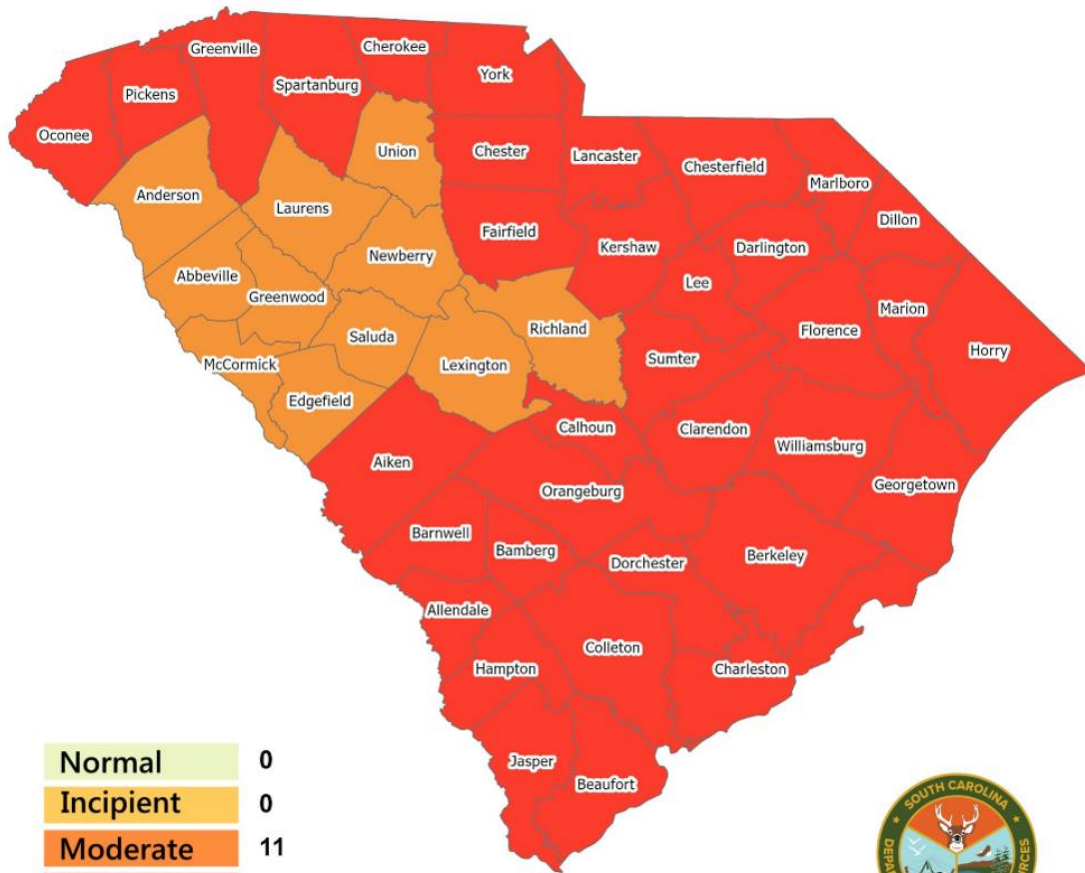 Greenville
Cherokee
York
Pickens
Spartanburg
Oconee
Union
Chester
Lancaster
Chesterfield
Marlboro
Anderson
Laurens
Dillon
Fairfield
Newberry
Kershaw
Darlington
Abbeville
Greenwood
Lee
Marion
Richland
Florence
Saluda
Horry
McCormick
Lexington
Sumter
Edgefield
Calhoun
Clarendon
Williamsburg
Aiken
Georgetown
Orangeburg
Barnwell
Bamberg
Dorchester
Berkeley
Allendale
Colleton
Hampton
Charleston
Jasper
Beaufort
Normal 0
Incipient 0
Moderate 11
SOUTH CAROLINA